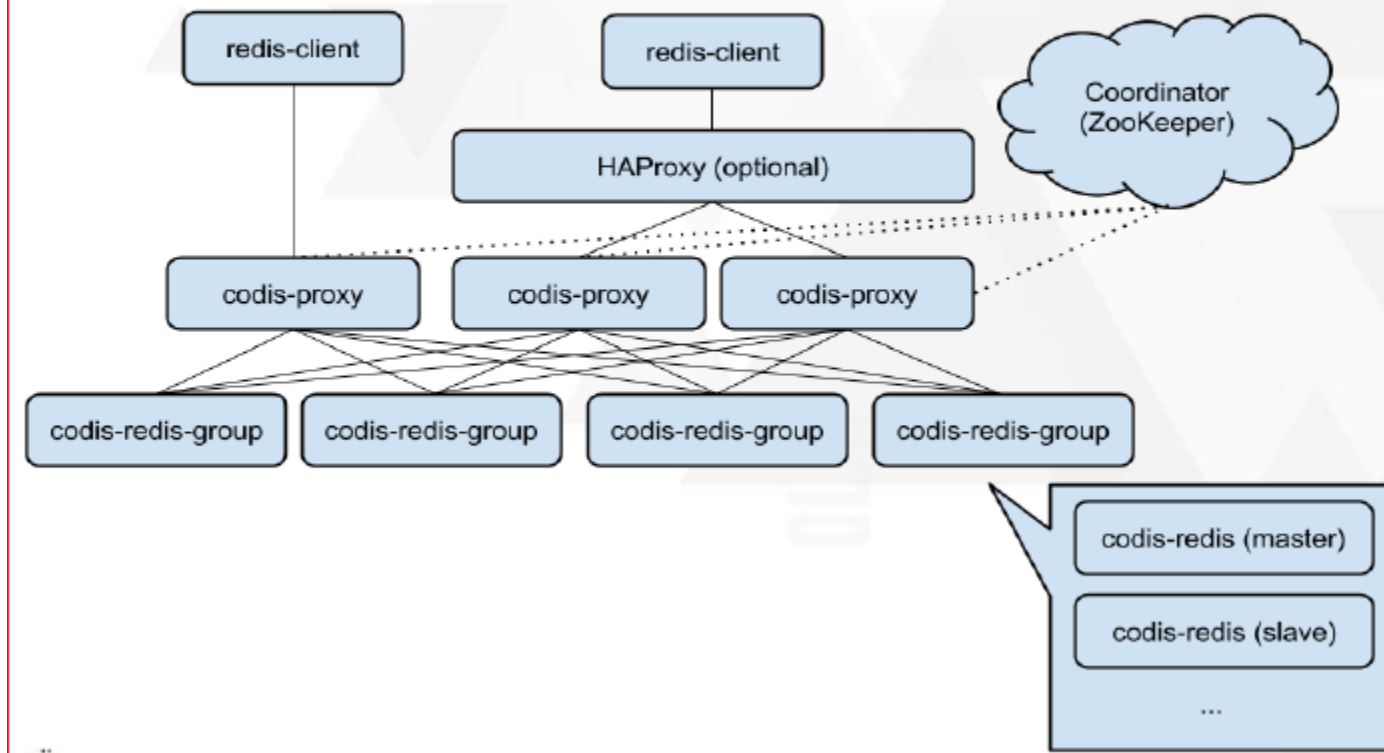 redis-client
redis-client
Coordinator
(ZooKeeper)
HAProxy (optional)
codis-proxy
codis-proxy
codis-proxy
codis-redis-group
codis-redis-group
codis-redis-group
codis-redis-group
codis-redis (master)
codis-redis (slave)
...